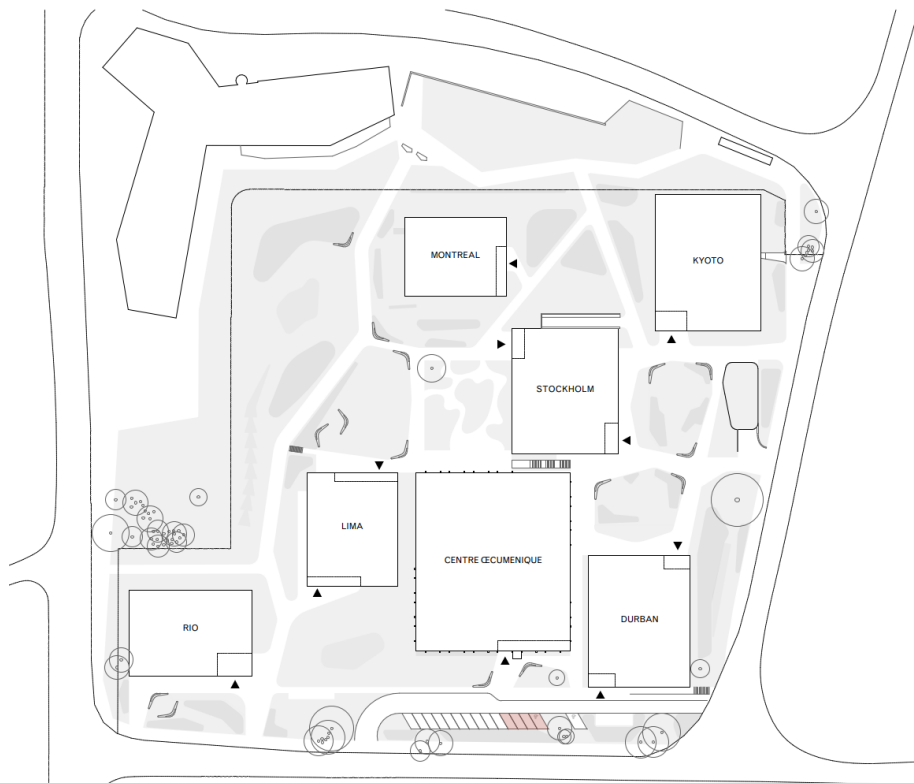 MONTREAL
KYOTO
STOCKHOLM
LIMA
CENTRE ŒCUMENIQUE
DURBAN
RIO